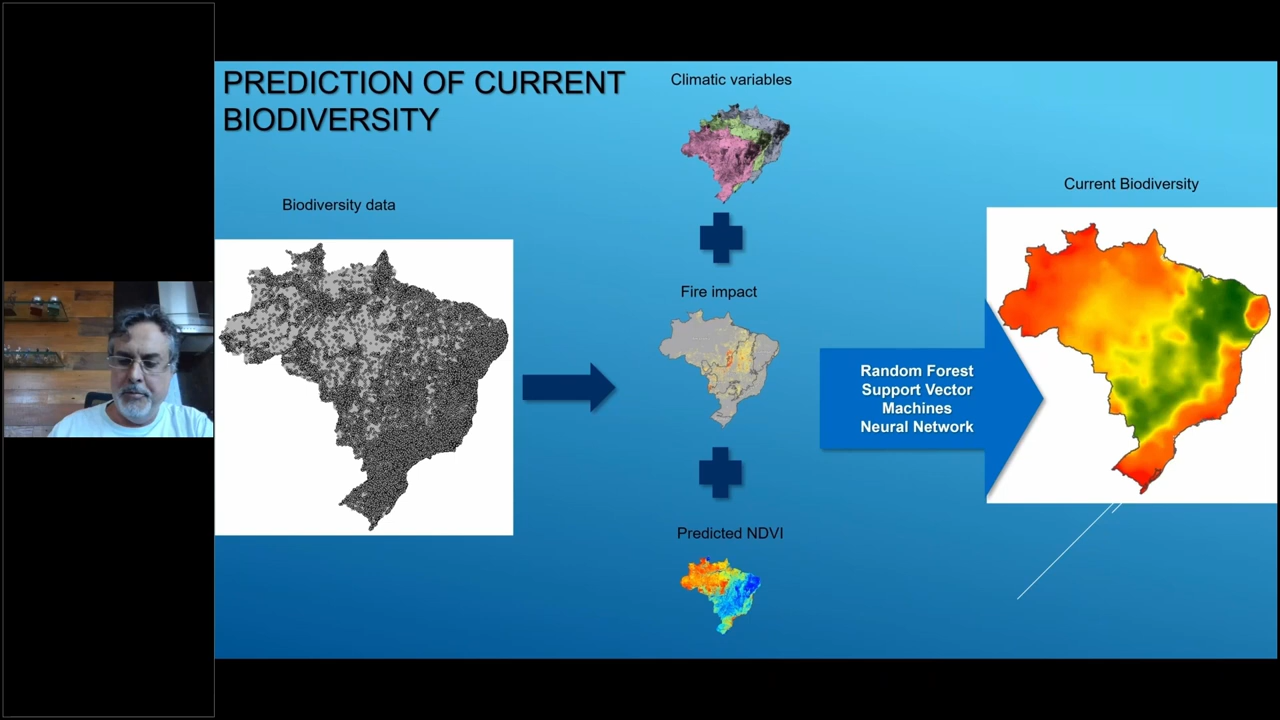 PREDICTION OF CURRENT
BIODIVERSITY
Biodiversity data
Climatic variables
Fire impact
Predicted NDVI
Random Forest
Support Vector
Machines
Neural Network
Current Biodiversity